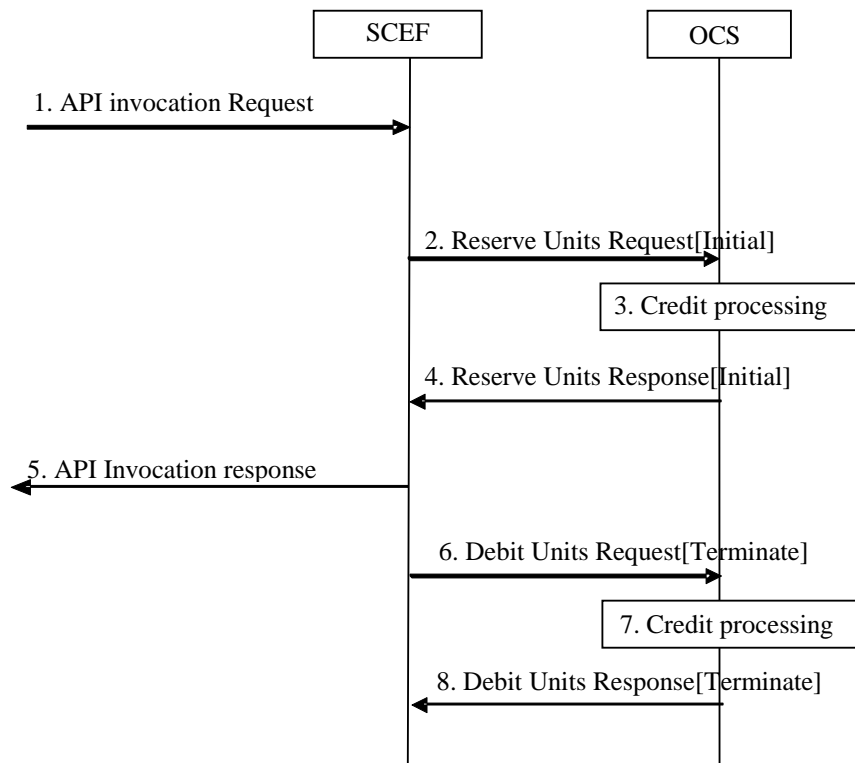 SCEF
OCS
1. API invocation Request
2. Reserve Units Request[Initial]
3. Credit processing
4. Reserve Units Response[Initial]
5. API Invocation response
6. Debit Units Request[Terminate]
7. Credit processing
8. Debit Units Response[Terminate]